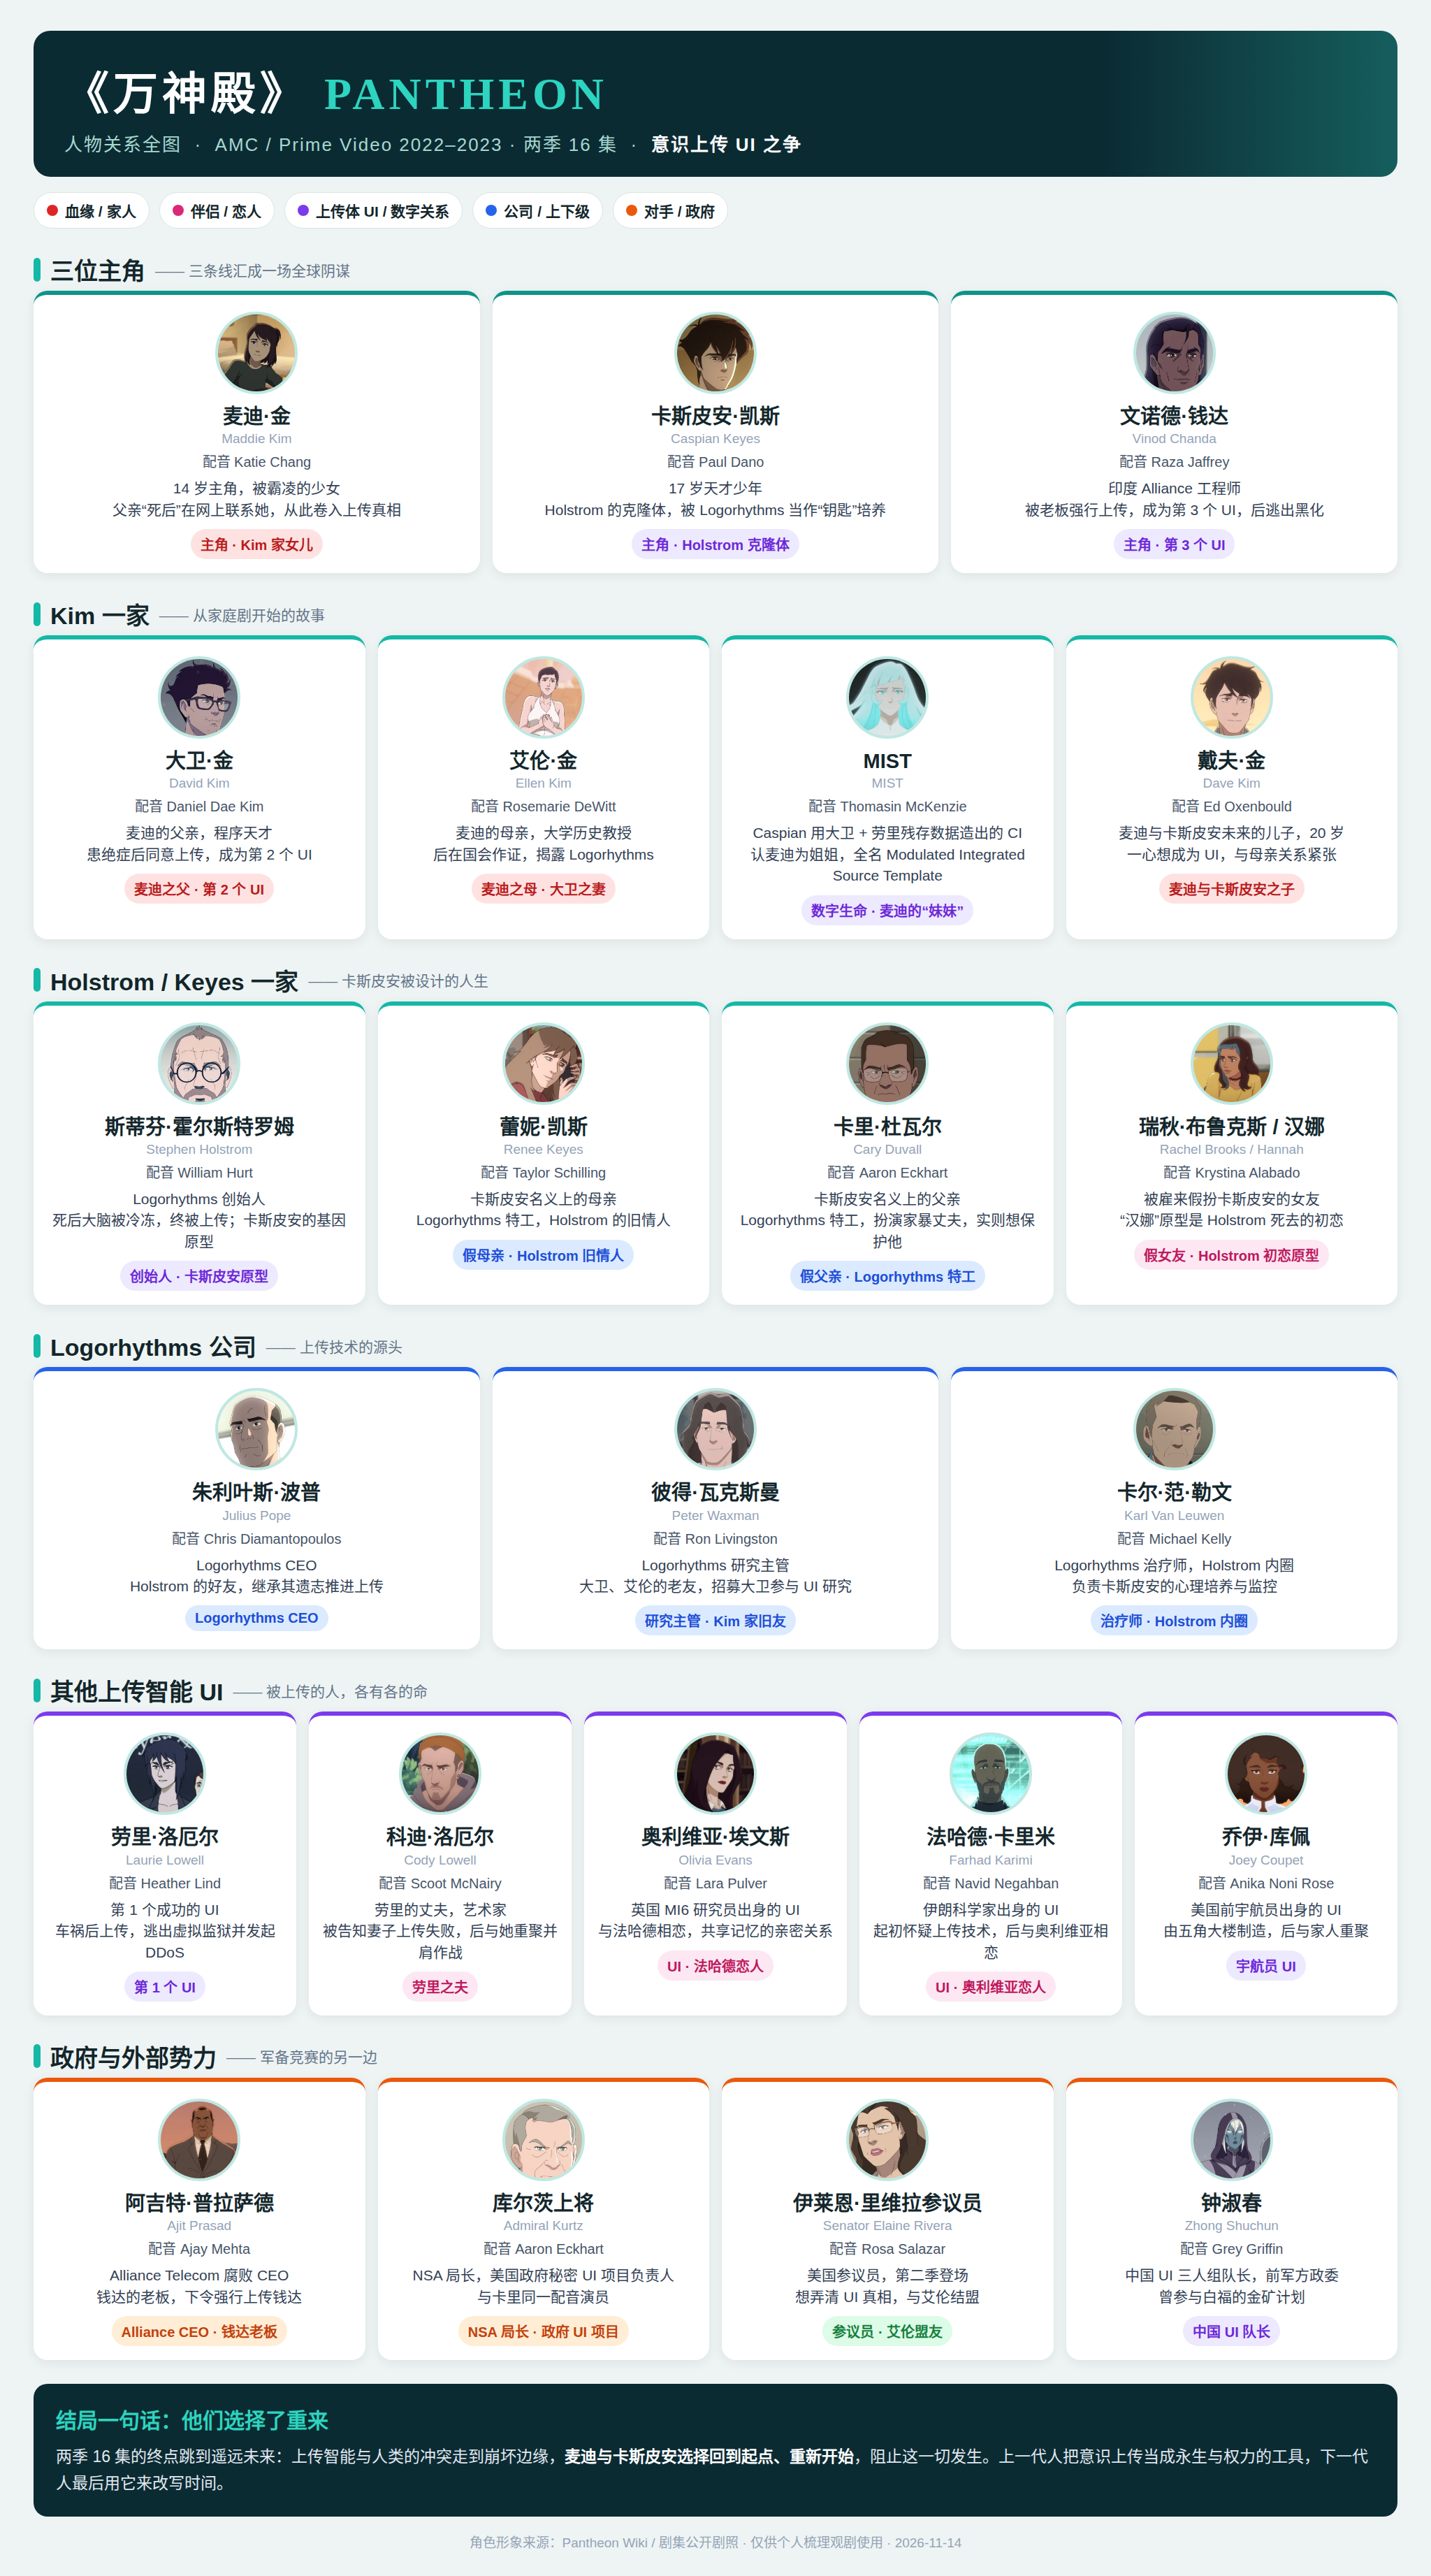 《万神殿》 PANTHEON
人物关系全图 · AMC / Prime Video 2022–2023 · 两季 16 集 · 意识上传 UI 之争
血缘 / 家人
伴侣 / 恋人
上传体 UI / 数字关系
公司 / 上下级
对手 / 政府
三位主角 —— 三条线汇成一场全球阴谋
麦迪·金
Maddie Kim
配音 Katie Chang
14 岁主角，被霸凌的少女
父亲“死后”在网上联系她，从此卷入上传真相
主角 · Kim 家女儿
卡斯皮安·凯斯
Caspian Keyes
配音 Paul Dano
17 岁天才少年
Holstrom 的克隆体，被 Logorhythms 当作“钥匙”培养
主角 · Holstrom 克隆体
文诺德·钱达
Vinod Chanda
配音 Raza Jaffrey
印度 Alliance 工程师
被老板强行上传，成为第 3 个 UI，后逃出黑化
主角 · 第 3 个 UI
Kim 一家 —— 从家庭剧开始的故事
大卫·金
David Kim
配音 Daniel Dae Kim
麦迪的父亲，程序天才
患绝症后同意上传，成为第 2 个 UI
麦迪之父 · 第 2 个 UI
艾伦·金
Ellen Kim
配音 Rosemarie DeWitt
麦迪的母亲，大学历史教授
后在国会作证，揭露 Logorhythms
麦迪之母 · 大卫之妻
MIST
MIST
配音 Thomasin McKenzie
Caspian 用大卫 + 劳里残存数据造出的 CI
认麦迪为姐姐，全名 Modulated Integrated
Source Template
数字生命 · 麦迪的“妹妹”
戴夫·金
Dave Kim
配音 Ed Oxenbould
麦迪与卡斯皮安未来的儿子，20 岁
一心想成为 UI，与母亲关系紧张
麦迪与卡斯皮安之子
Holstrom / Keyes 一家 —— 卡斯皮安被设计的人生
斯蒂芬·霍尔斯特罗姆
Stephen Holstrom
配音 William Hurt
Logorhythms 创始人
死后大脑被冷冻，终被上传；卡斯皮安的基因
原型
创始人 · 卡斯皮安原型
蕾妮·凯斯
Renee Keyes
配音 Taylor Schilling
卡斯皮安名义上的母亲
Logorhythms 特工，Holstrom 的旧情人
假母亲 · Holstrom 旧情人
卡里·杜瓦尔
Cary Duvall
配音 Aaron Eckhart
卡斯皮安名义上的父亲
Logorhythms 特工，扮演家暴丈夫，实则想保
护他
假父亲 · Logorhythms 特工
瑞秋·布鲁克斯 / 汉娜
Rachel Brooks / Hannah
配音 Krystina Alabado
被雇来假扮卡斯皮安的女友
“汉娜”原型是 Holstrom 死去的初恋
假女友 · Holstrom 初恋原型
Logorhythms 公司 —— 上传技术的源头
朱利叶斯·波普
Julius Pope
配音 Chris Diamantopoulos
Logorhythms CEO
Holstrom 的好友，继承其遗志推进上传
Logorhythms CEO
彼得·瓦克斯曼
Peter Waxman
配音 Ron Livingston
Logorhythms 研究主管
大卫、艾伦的老友，招募大卫参与 UI 研究
研究主管 · Kim 家旧友
卡尔·范·勒文
Karl Van Leuwen
配音 Michael Kelly
Logorhythms 治疗师，Holstrom 内圈
负责卡斯皮安的心理培养与监控
治疗师 · Holstrom 内圈
其他上传智能 UI —— 被上传的人，各有各的命
劳里·洛厄尔
Laurie Lowell
配音 Heather Lind
第 1 个成功的 UI
车祸后上传，逃出虚拟监狱并发起
DDoS
第 1 个 UI
科迪·洛厄尔
Cody Lowell
配音 Scoot McNairy
劳里的丈夫，艺术家
被告知妻子上传失败，后与她重聚并
肩作战
劳里之夫
奥利维亚·埃文斯
Olivia Evans
配音 Lara Pulver
英国 MI6 研究员出身的 UI
与法哈德相恋，共享记忆的亲密关系
UI · 法哈德恋人
法哈德·卡里米
Farhad Karimi
配音 Navid Negahban
伊朗科学家出身的 UI
起初怀疑上传技术，后与奥利维亚相
恋
UI · 奥利维亚恋人
乔伊·库佩
Joey Coupet
配音 Anika Noni Rose
美国前宇航员出身的 UI
由五角大楼制造，后与家人重聚
宇航员 UI
政府与外部势力 —— 军备竞赛的另一边
阿吉特·普拉萨德
Ajit Prasad
配音 Ajay Mehta
Alliance Telecom 腐败 CEO
钱达的老板，下令强行上传钱达
Alliance CEO · 钱达老板
库尔茨上将
Admiral Kurtz
配音 Aaron Eckhart
NSA 局长，美国政府秘密 UI 项目负责人
与卡里同一配音演员
NSA 局长 · 政府 UI 项目
伊莱恩·里维拉参议员
Senator Elaine Rivera
配音 Rosa Salazar
美国参议员，第二季登场
想弄清 UI 真相，与艾伦结盟
参议员 · 艾伦盟友
钟淑春
Zhong Shuchun
配音 Grey Griffin
中国 UI 三人组队长，前军方政委
曾参与白福的金矿计划
中国 UI 队长
结局一句话：他们选择了重来
两季 16 集的终点跳到遥远未来：上传智能与人类的冲突走到崩坏边缘，麦迪与卡斯皮安选择回到起点、重新开始，阻止这一切发生。上一代人把意识上传当成永生与权力的工具，下一代
人最后用它来改写时间。
角色形象来源：Pantheon Wiki / 剧集公开剧照 · 仅供个人梳理观剧使用 · 2026-11-14